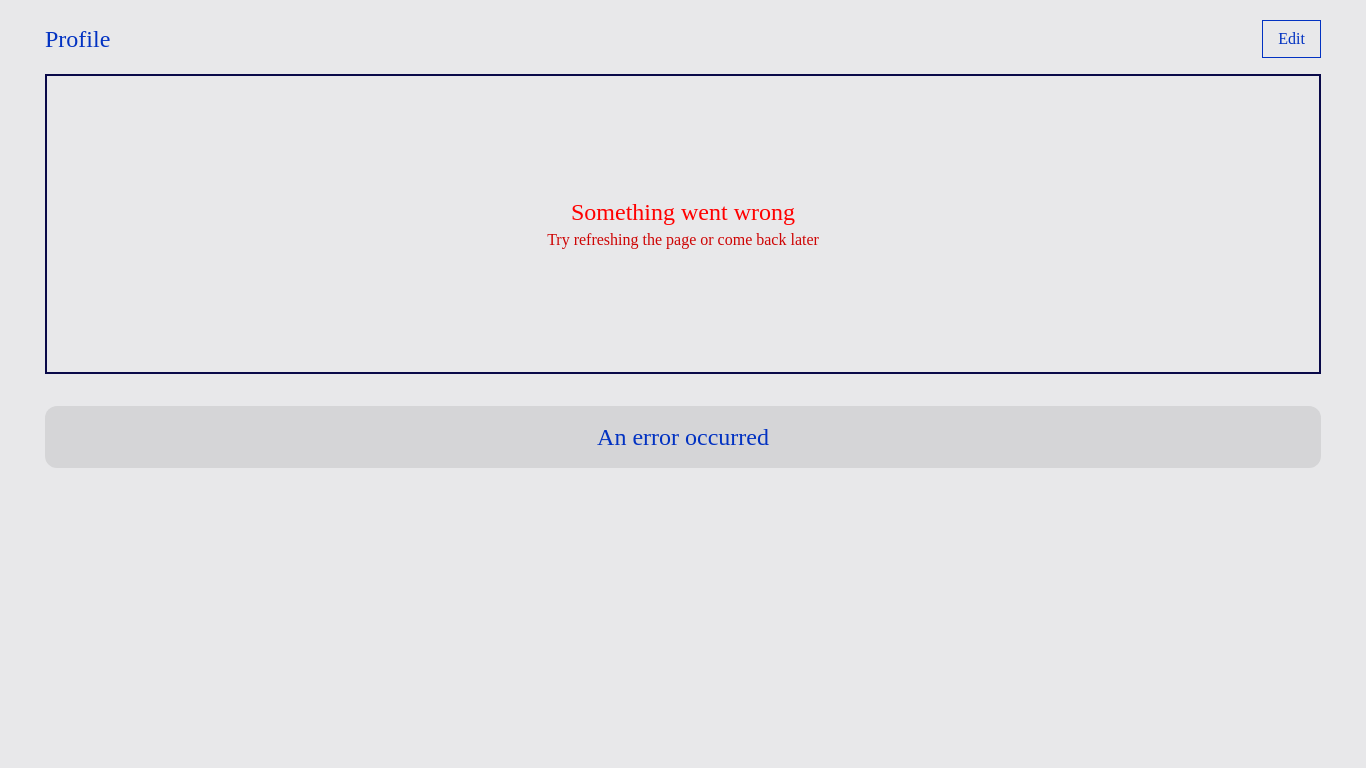 Profile
Edit
Something went wrong
Try refreshing the page or come back later
An error occurred